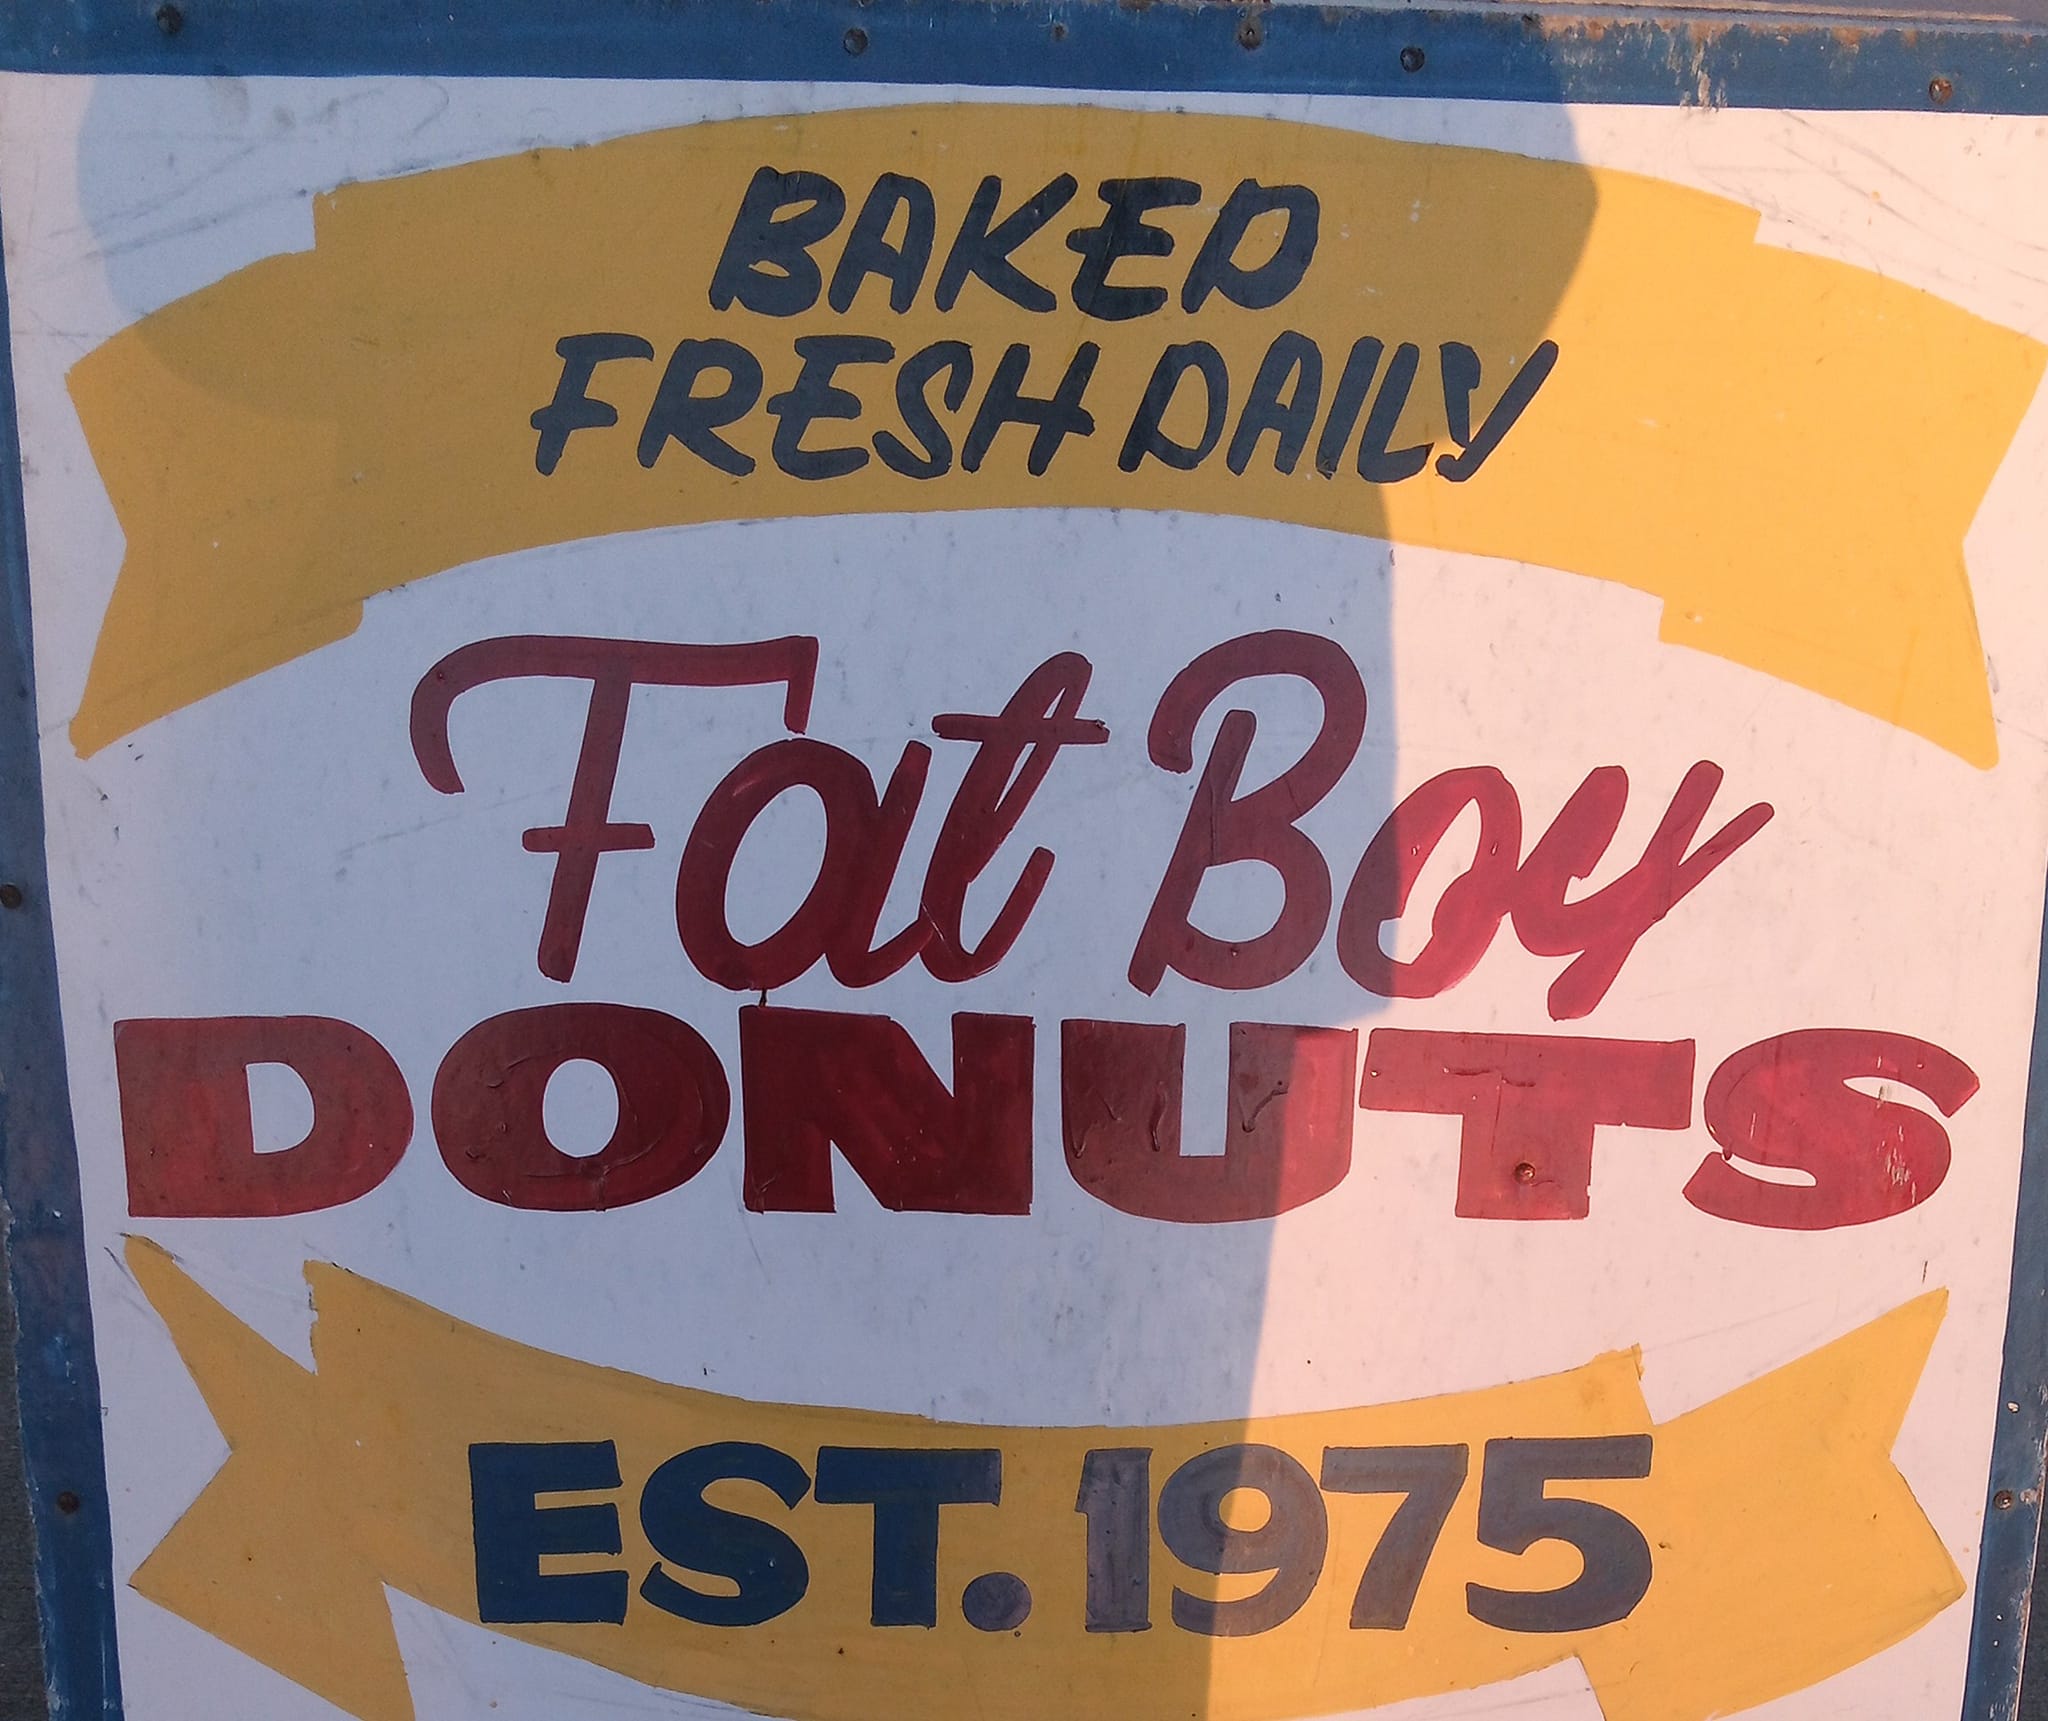 BAKED
FRESH DAILY
Fat Boy
DONUTS
EST. 1975